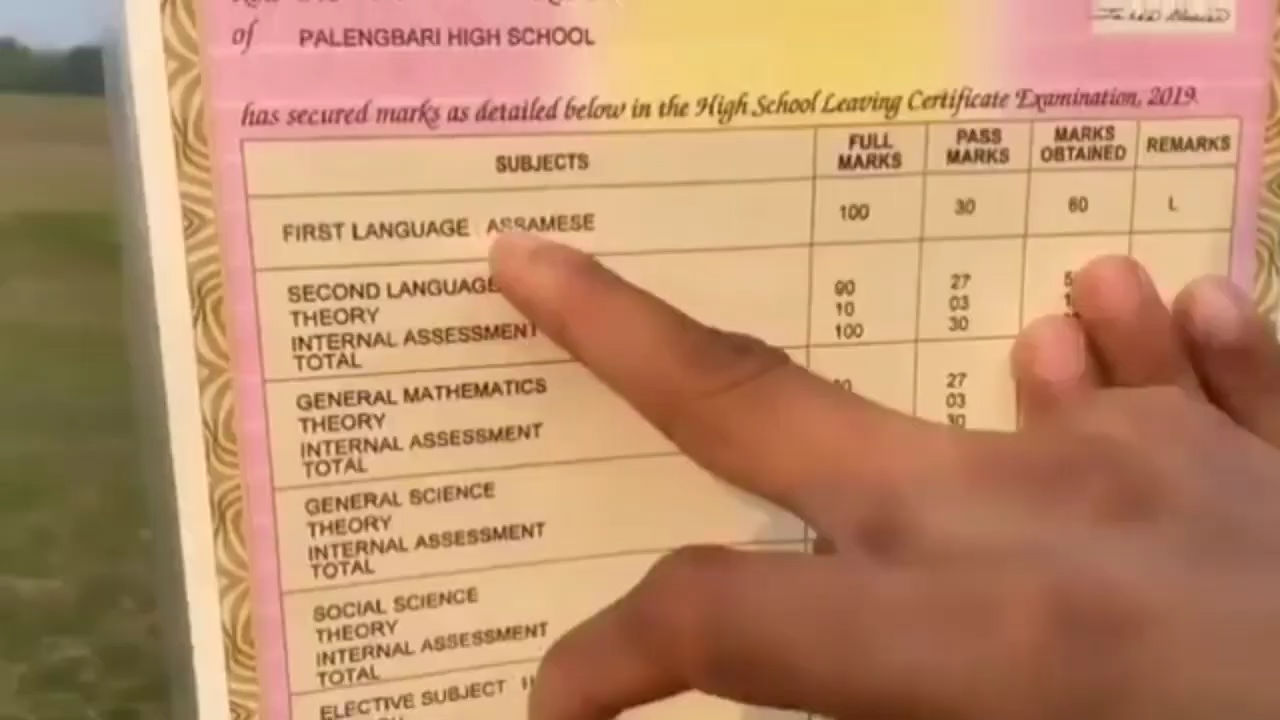 of PALENGBARI HIGH SCHOOL
has secured marks as detailed below in the High School Leaving Certificate Examination, 2019.
SUBJECTS FULL MARKS PASS MARKS MARKS OBTAINED REMARKS
FIRST LANGUAGE ASSAMESE 100 30 60 L
SECOND LANGUAGE
THEORY 90 27
INTERNAL ASSESSMENT 10 03
TOTAL 100 30
GENERAL MATHEMATICS
THEORY 27
INTERNAL ASSESSMENT 03
TOTAL 30
GENERAL SCIENCE
THEORY
INTERNAL ASSESSMENT
TOTAL
SOCIAL SCIENCE
THEORY
INTERNAL ASSESSMENT
TOTAL
ELECTIVE SUBJECT